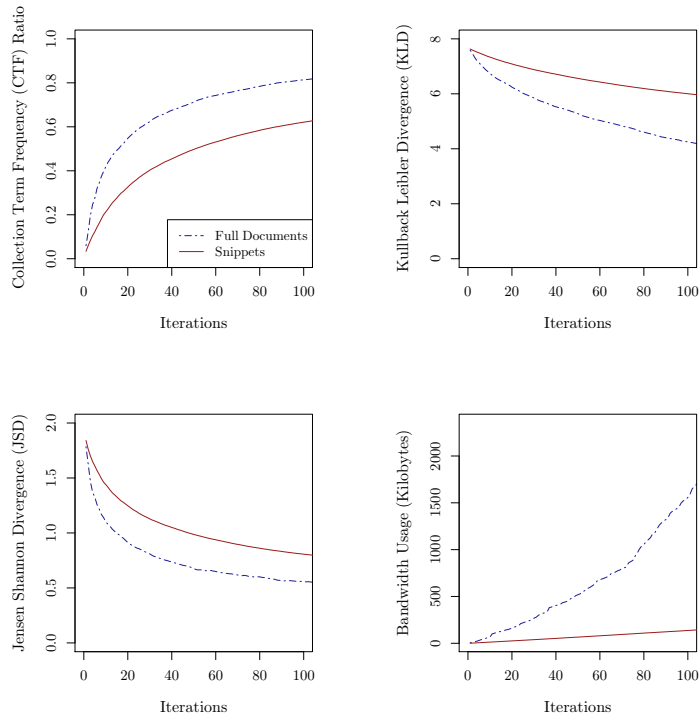 Collection Term Frequency (CTF) Ratio
0.0 0.2 0.4 0.6 0.8 1.0
Full Documents
Snippets
0 20 40 60 80 100
Iterations
Kullback Leibler Divergence (KLD)
0 2 4 6 8
0 20 40 60 80 100
Iterations
Jensen Shannon Divergence (JSD)
0.0 0.5 1.0 1.5 2.0
0 20 40 60 80 100
Iterations
Bandwidth Usage (Kilobytes)
0 500 1000 1500 2000
0 20 40 60 80 100
Iterations